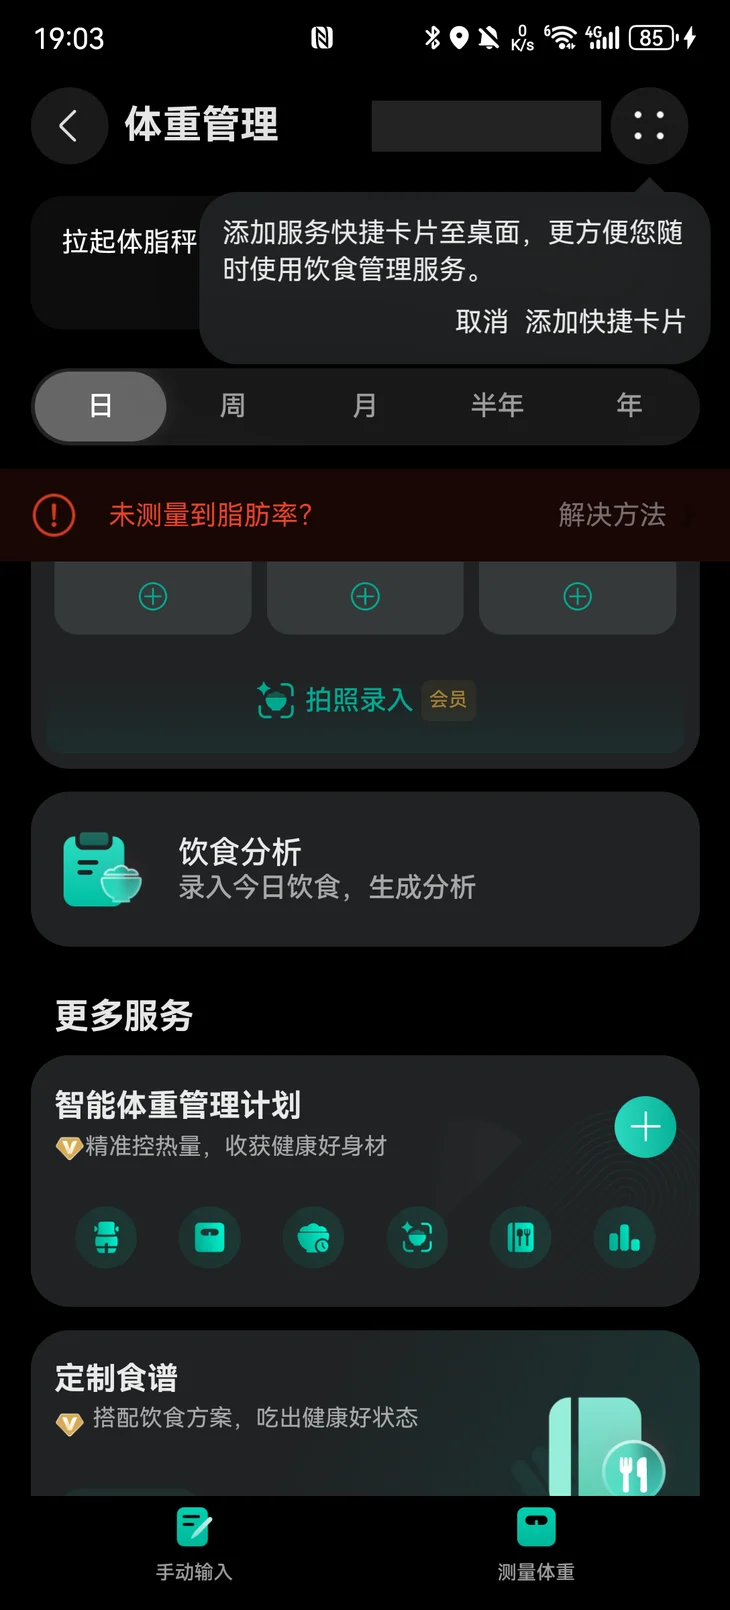 19:03
0 K/s
6
4G
85
体重管理
拉起体脂秤
添加服务快捷卡片至桌面，更方便您随
时使用饮食管理服务。
取消 添加快捷卡片
日 周 月 半年 年
未测量到脂肪率？ 解决方法
拍照录入 会员
饮食分析
录入今日饮食，生成分析
更多服务
智能体重管理计划
精准控热量，收获健康好身材
定制食谱
搭配饮食方案，吃出健康好状态
手动输入 测量体重